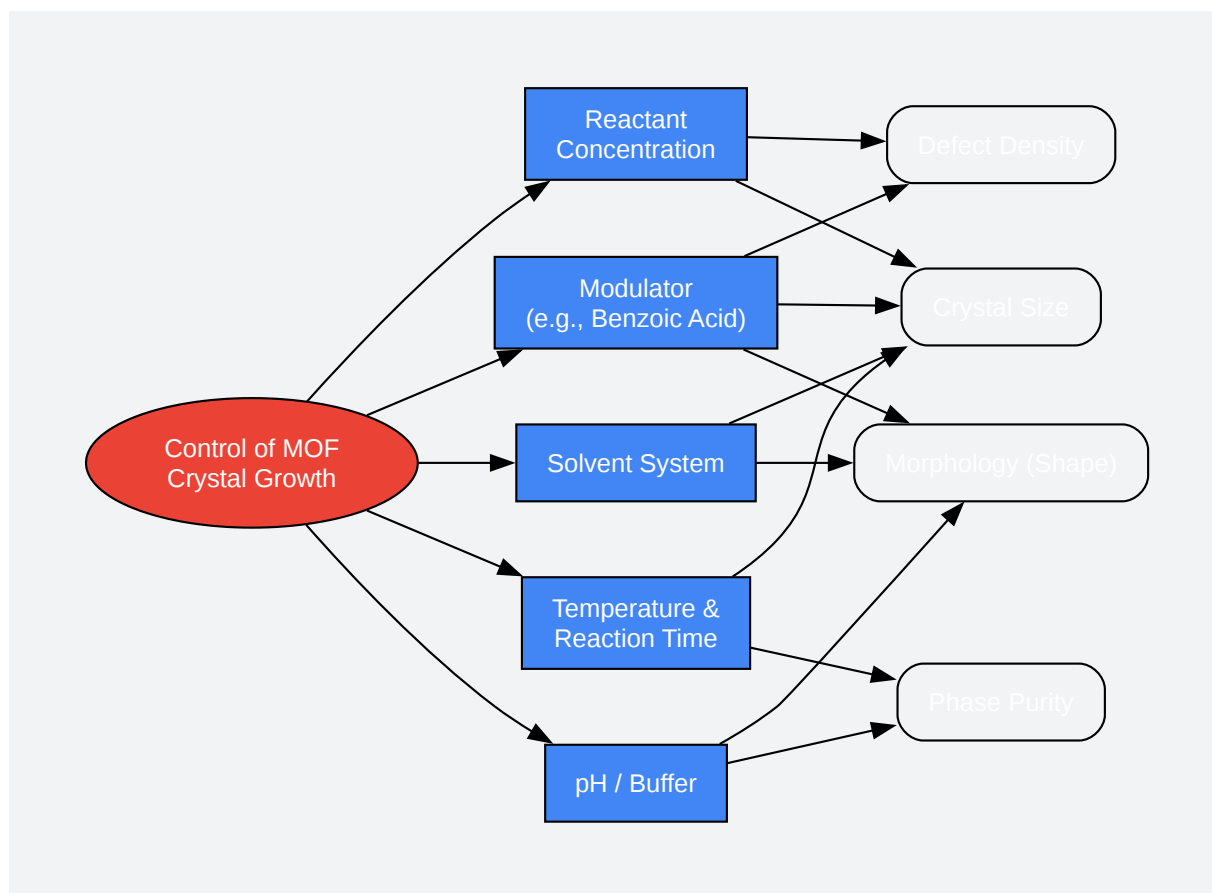 Control of MOF
Crystal Growth
Reactant
Concentration
Modulator
(e.g., Benzoic Acid)
Solvent System
Temperature &
Reaction Time
pH / Buffer
Defect Density
Crystal Size
Morphology (Shape)
Phase Purity